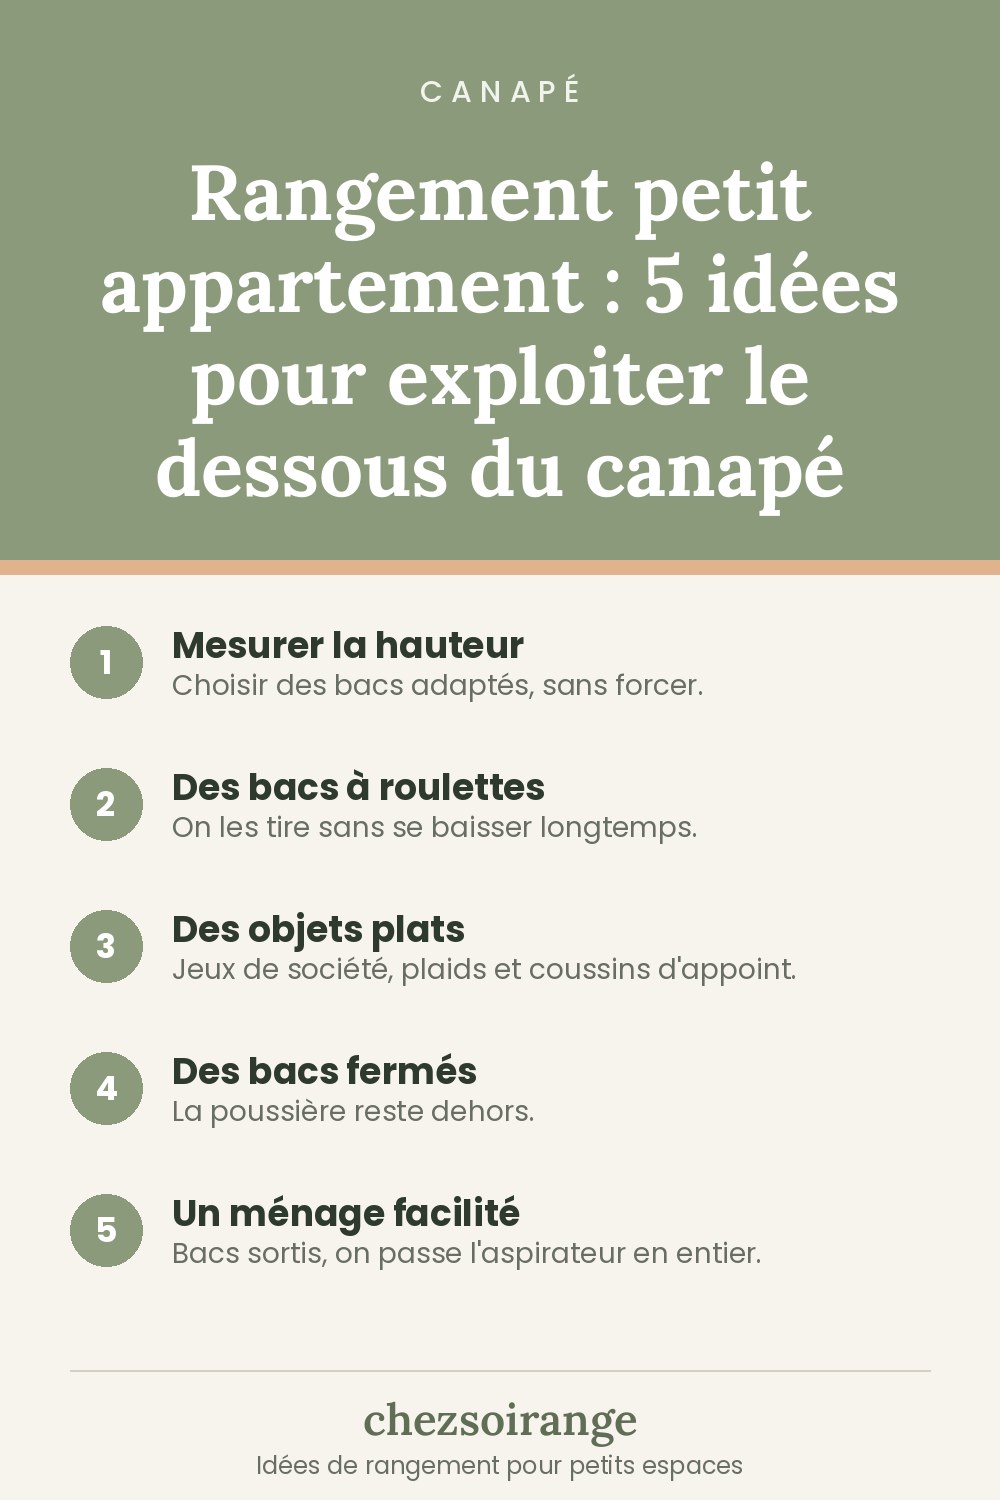 CANAPÉ
Rangement petit
appartement : 5 idées
pour exploiter le
dessous du canapé
1
Mesurer la hauteur
Choisir des bacs adaptés, sans forcer.
2
Des bacs à roulettes
On les tire sans se baisser longtemps.
3
Des objets plats
Jeux de société, plaids et coussins d'appoint.
4
Des bacs fermés
La poussière reste dehors.
5
Un ménage facilité
Bacs sortis, on passe l'aspirateur en entier.
chezsoirange
Idées de rangement pour petits espaces